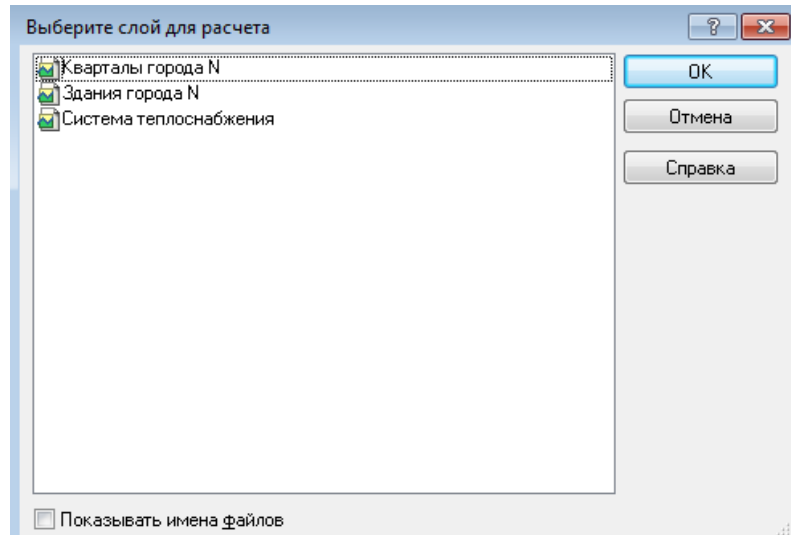 Выберите слой для расчета
Кварталы города N
Здания города N
Система теплоснабжения
OK
Отмена
Справка
Показывать имена файлов